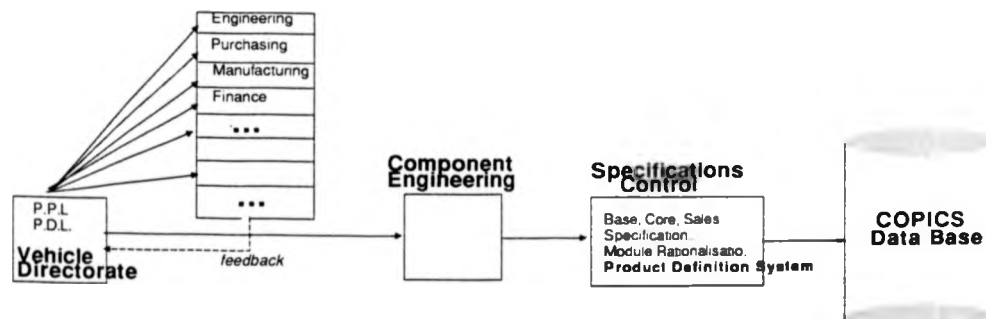 Engineering
Purchasing
Manufacturing
Finance
...
...
P.P.L
P.D.L.
Vehicle
Directorate
feedback
Component
Engineering
Specifications
Control
Base, Core, Sales
Specification.
Module Rationalisatio.
Product Definition System
COPICS
Data Base